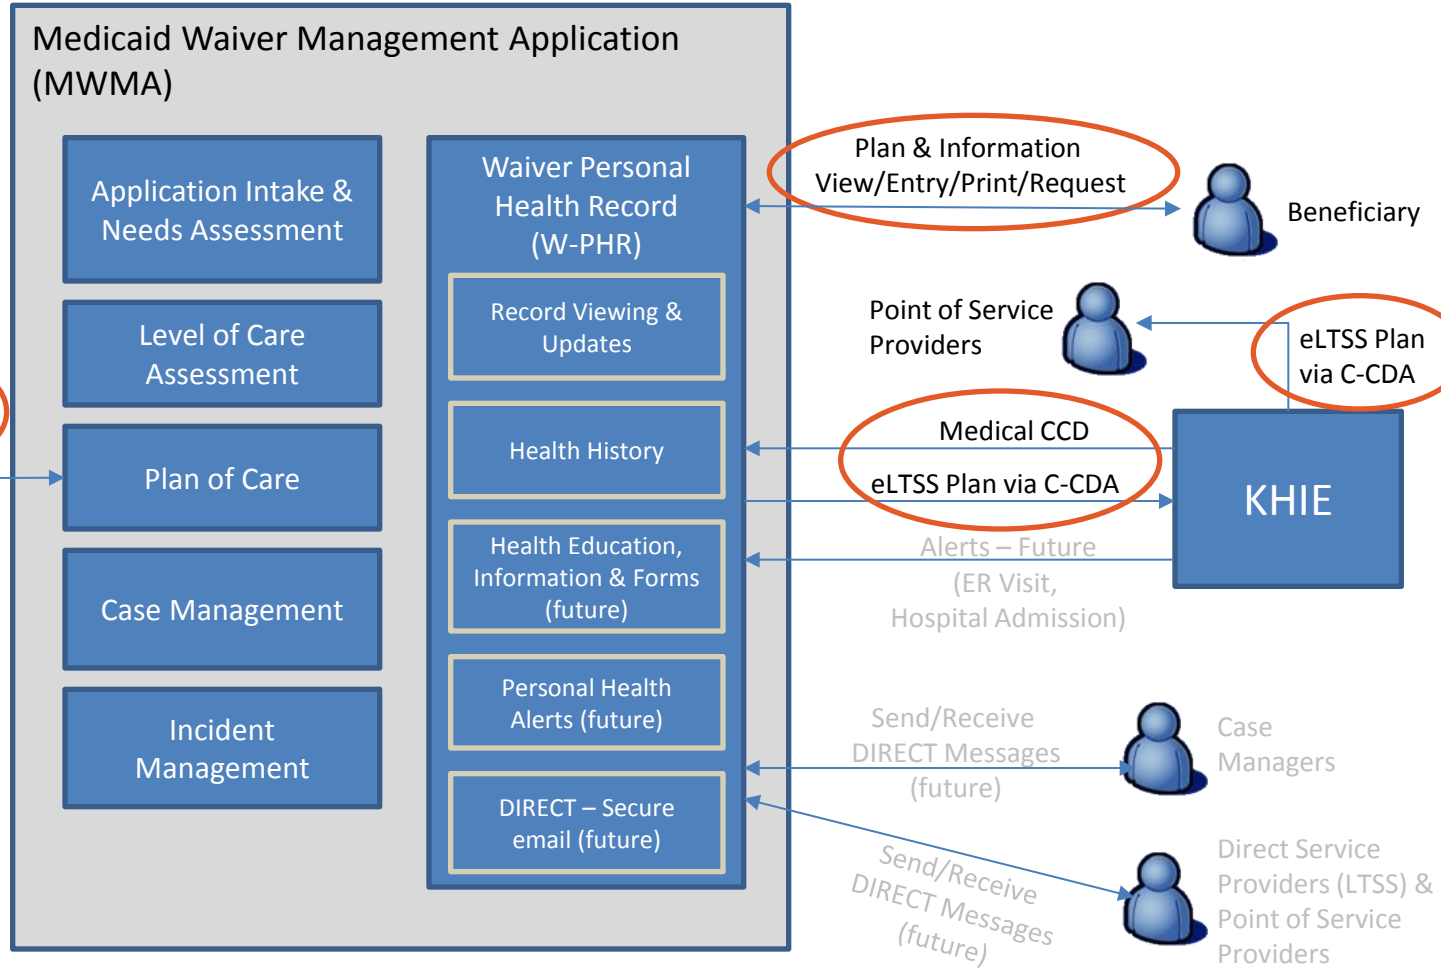 Medicaid Waiver Management Application
(MWMA)
Application Intake &
Needs Assessment
Level of Care
Assessment
Plan of Care
Case Management
Incident
Management
Waiver Personal
Health Record
(W-PHR)
Record Viewing &
Updates
Health History
Health Education,
Information & Forms
(future)
Personal Health
Alerts (future)
DIRECT – Secure
email (future)
Plan & Information
View/Entry/Print/Request
Beneficiary
Point of Service
Providers
eLTSS Plan
via C-CDA
Medical CCD
eLTSS Plan via C-CDA
KHIE
Alerts – Future
(ER Visit,
Hospital Admission)
Send/Receive
DIRECT Messages
(future)
Case
Managers
Send/Receive
DIRECT Messages
(future)
Direct Service
Providers (LTSS) &
Point of Service
Providers